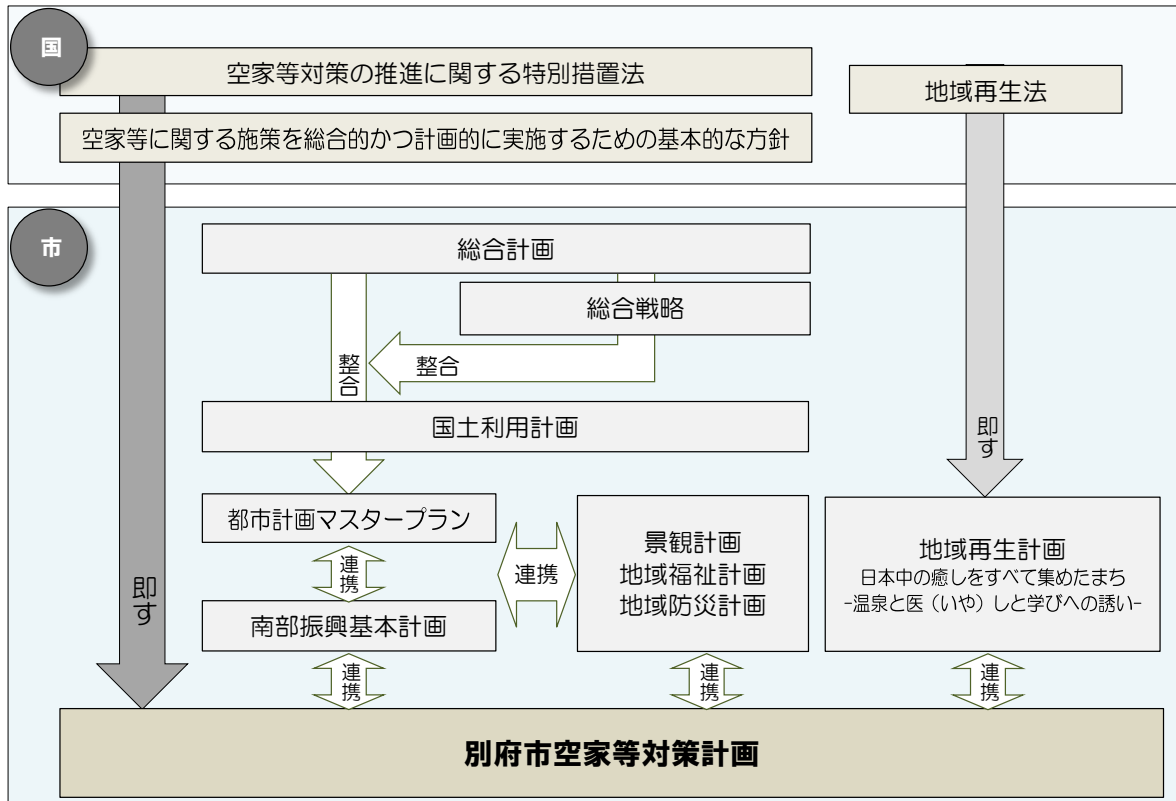 国
空家等対策の推進に関する特別措置法
地域再生法
空家等に関する施策を総合的かつ計画的に実施するための基本的な方針
市
総合計画
総合戦略
整合
整合
国土利用計画
即す
都市計画マスタープラン
連携
南部振興基本計画
連携
景観計画
地域福祉計画
地域防災計画
地域再生計画
日本中の癒しをすべて集めたまち
-温泉と医（いや）しと学びへの誘い-
即す
連携
連携
連携
別府市空家等対策計画